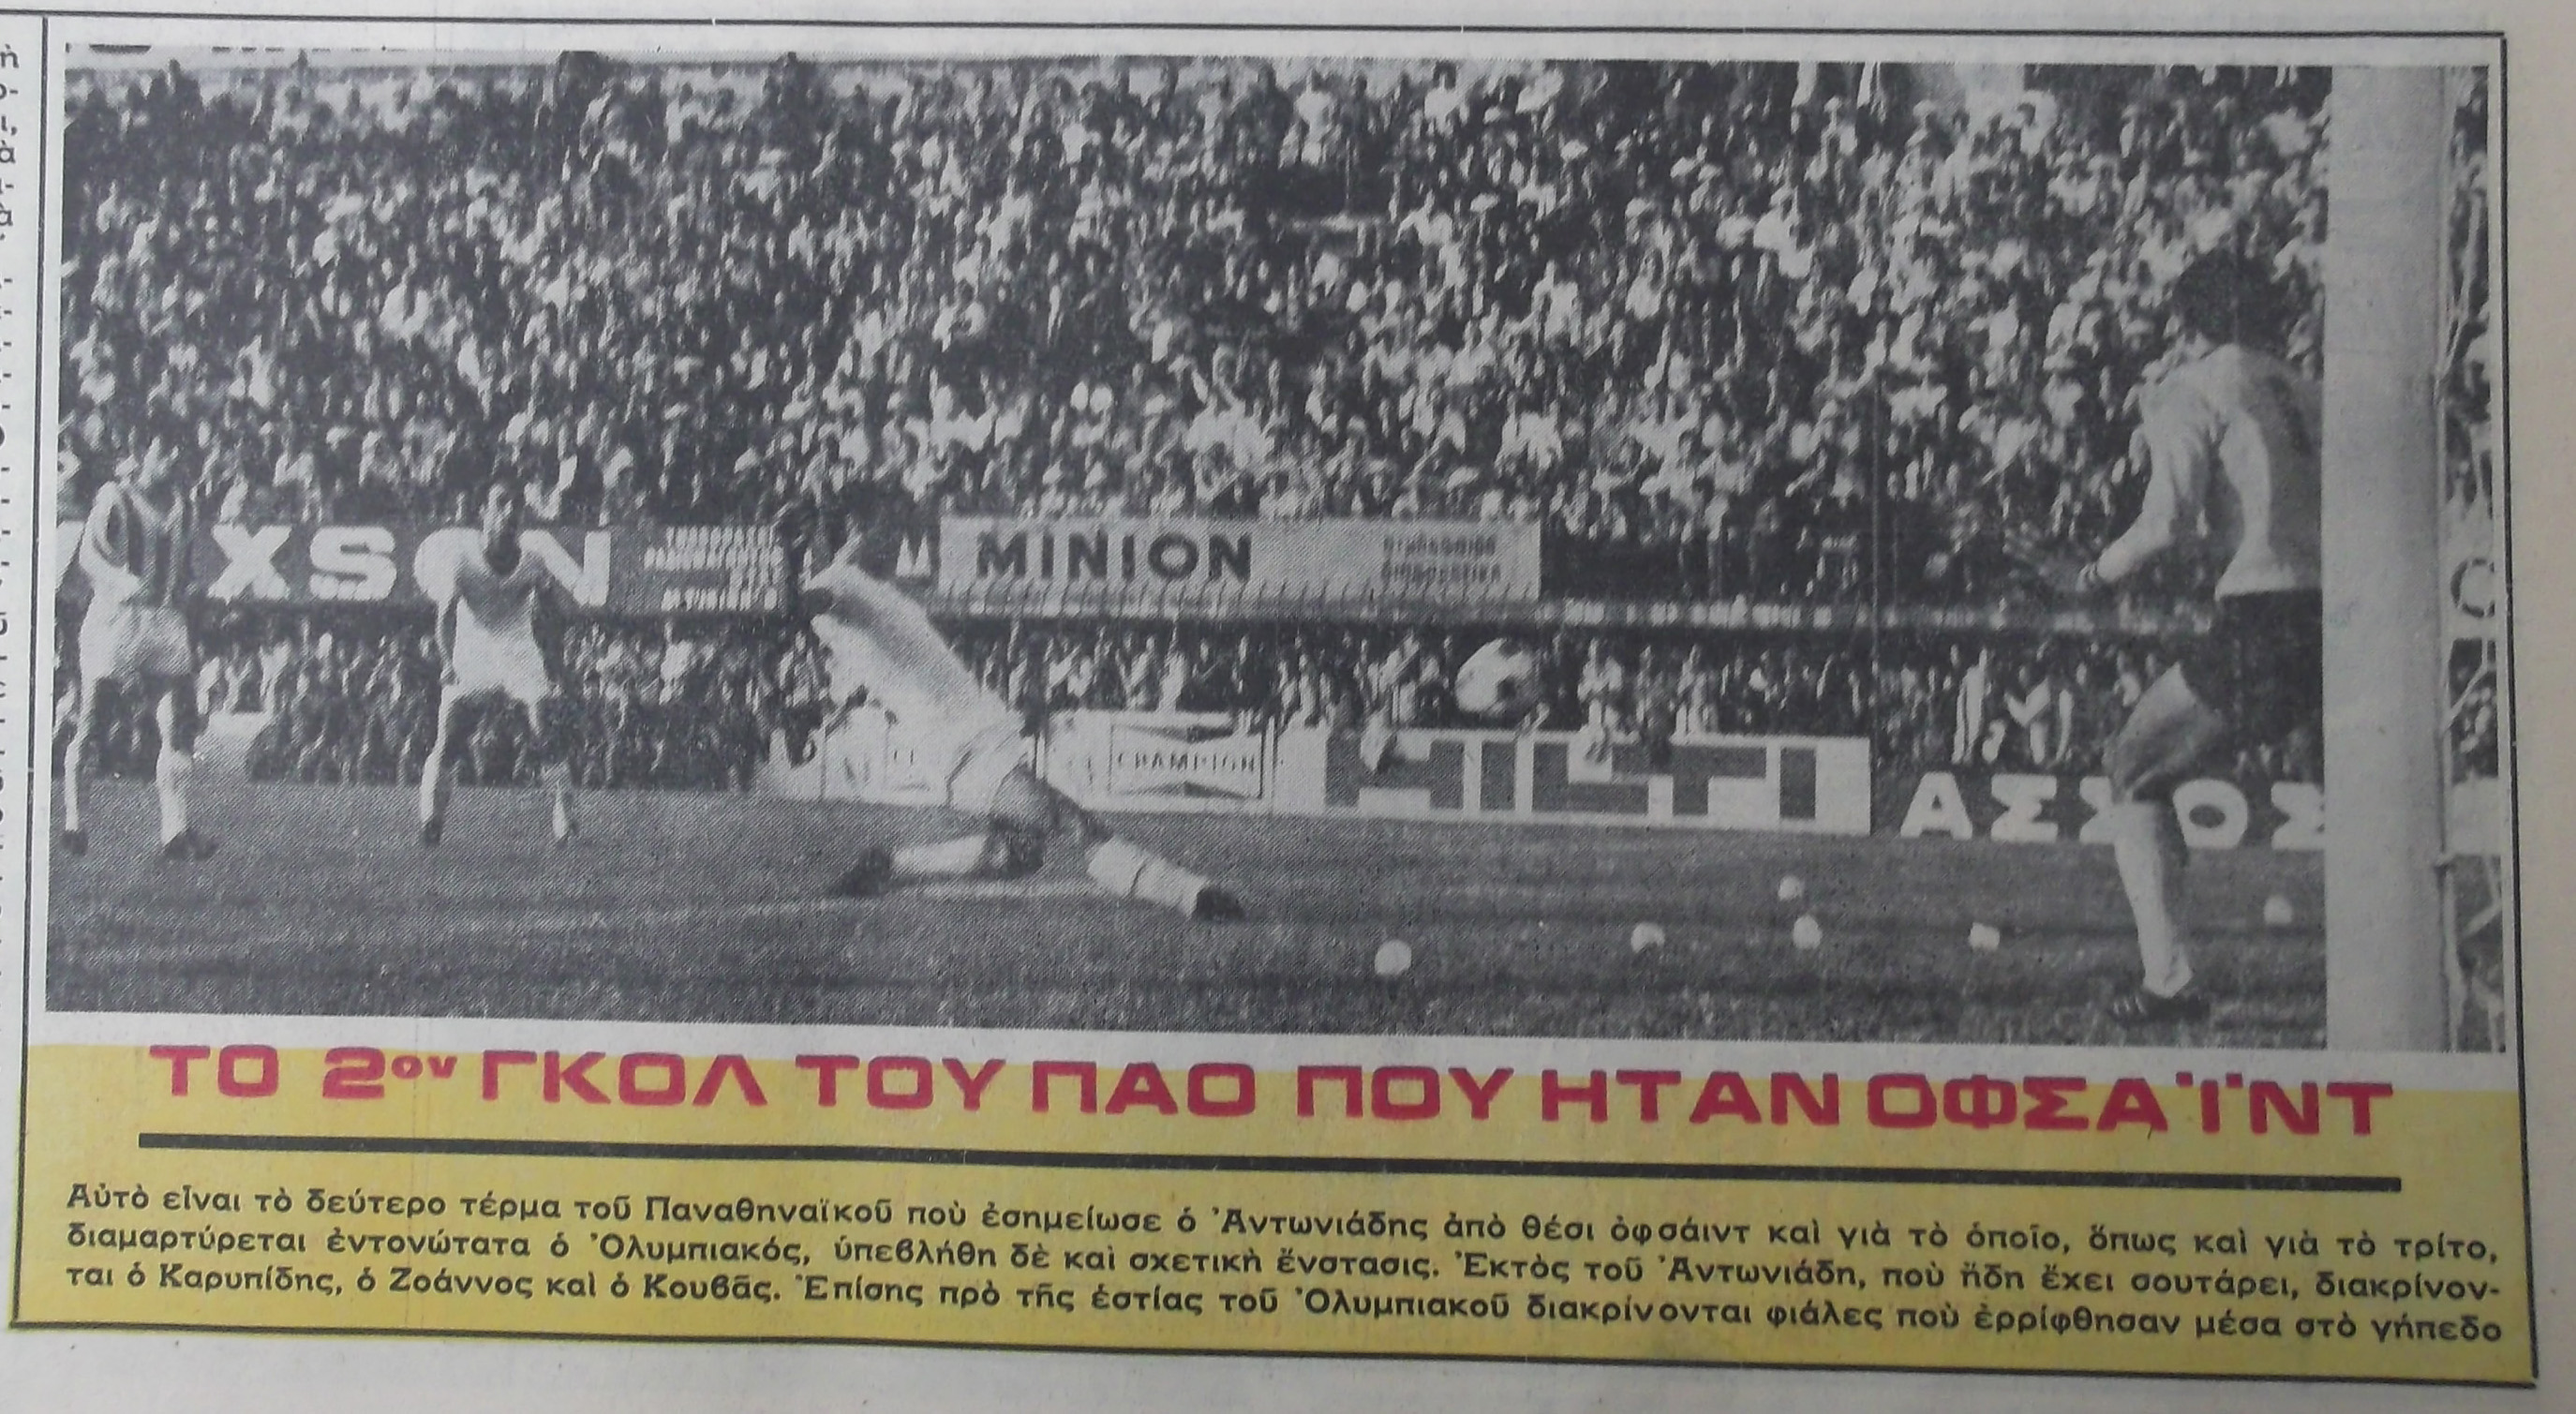 XSON
MINION
CHAMPION
HILTI
ΑΣΣΟΣ
ΤΟ 2ον ΓΚΟΛ ΤΟΥ ΠΑΟ ΠΟΥ ΗΤΑΝ ΟΦΣΑΪΝΤ
Αὐτὸ εἶναι τὸ δεύτερο τέρμα τοῦ Παναθηναϊκοῦ ποὺ ἐσημείωσε ὁ Ἀντωνιάδης ἀπὸ θέσι ὀφσάιντ καὶ γιὰ τὸ ὁποῖο, ὅπως καὶ γιὰ τὸ τρίτο,
διαμαρτύρεται ἐντονώτατα ὁ Ὀλυμπιακός, ὑπεβλήθη δὲ καὶ σχετικὴ ἔνστασις. Ἐκτὸς τοῦ Ἀντωνιάδη, ποὺ ἤδη ἔχει σουτάρει, διακρίνον-
ται ὁ Καρυπίδης, ὁ Ζοάννος καὶ ὁ Κουβᾶς. Ἐπίσης πρὸ τῆς ἑστίας τοῦ Ὀλυμπιακοῦ διακρίνονται φιάλες ποὺ ἐρρίφθησαν μέσα στὸ γήπεδο